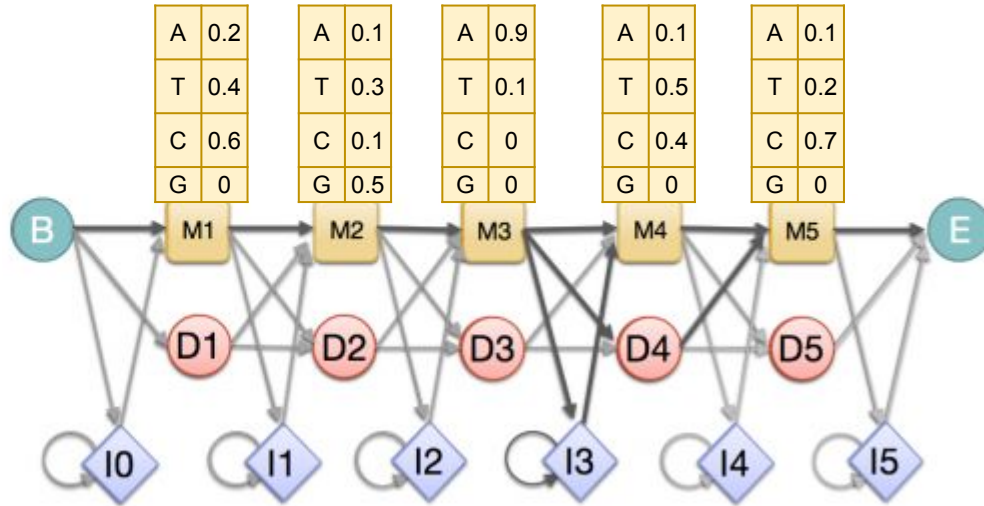 A 0.2 A 0.1 A 0.9 A 0.1 A 0.1
T 0.4 T 0.3 T 0.1 T 0.5 T 0.2
C 0.6 C 0.1 C 0 C 0.4 C 0.7
G 0 G 0.5 G 0 G 0 G 0
B M1 M2 M3 M4 M5 E
D1 D2 D3 D4 D5
I0 I1 I2 I3 I4 I5